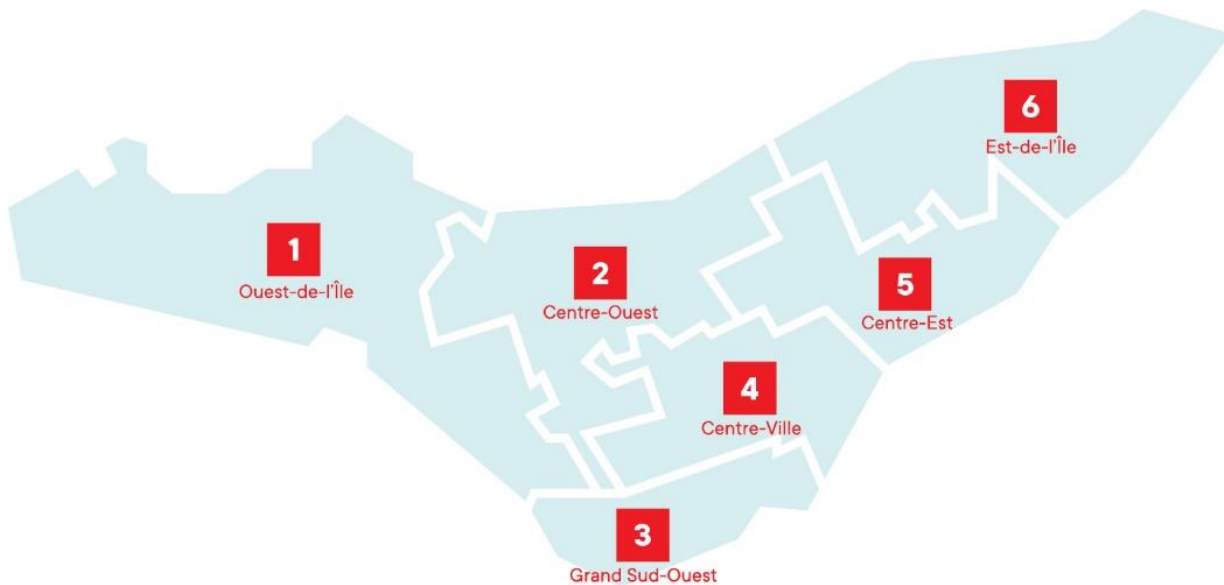 1
Ouest-de-l'Île
2
Centre-Ouest
3
Grand Sud-Ouest
4
Centre-Ville
5
Centre-Est
6
Est-de-l'Île